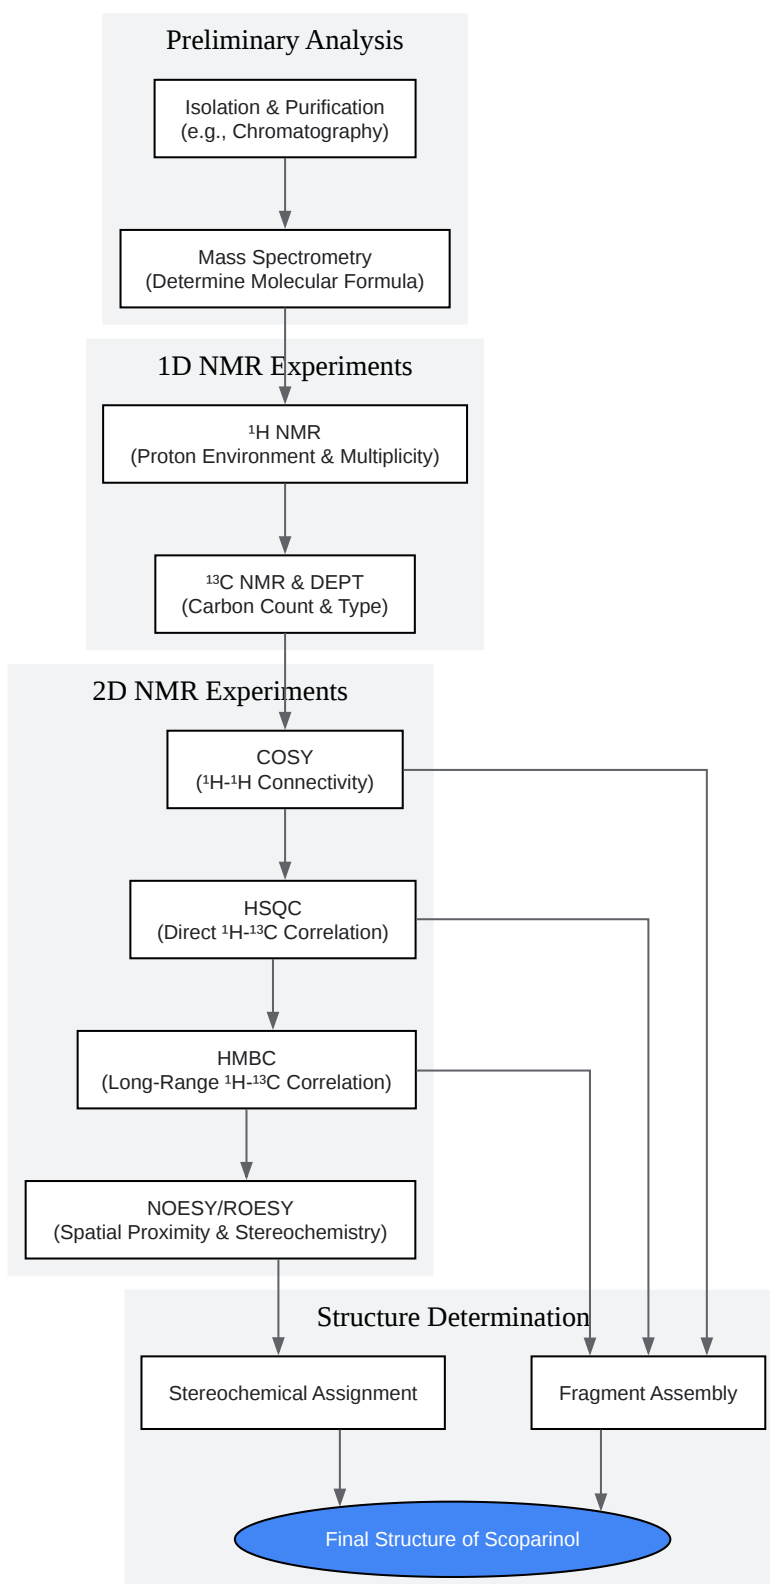 Preliminary Analysis
Isolation & Purification
(e.g., Chromatography)
Mass Spectrometry
(Determine Molecular Formula)
1D NMR Experiments
¹H NMR
(Proton Environment & Multiplicity)
¹³C NMR & DEPT
(Carbon Count & Type)
2D NMR Experiments
COSY
(¹H-¹H Connectivity)
HSQC
(Direct ¹H-¹³C Correlation)
HMBC
(Long-Range ¹H-¹³C Correlation)
NOESY/ROESY
(Spatial Proximity & Stereochemistry)
Structure Determination
Stereochemical Assignment
Fragment Assembly
Final Structure of Scoparinol